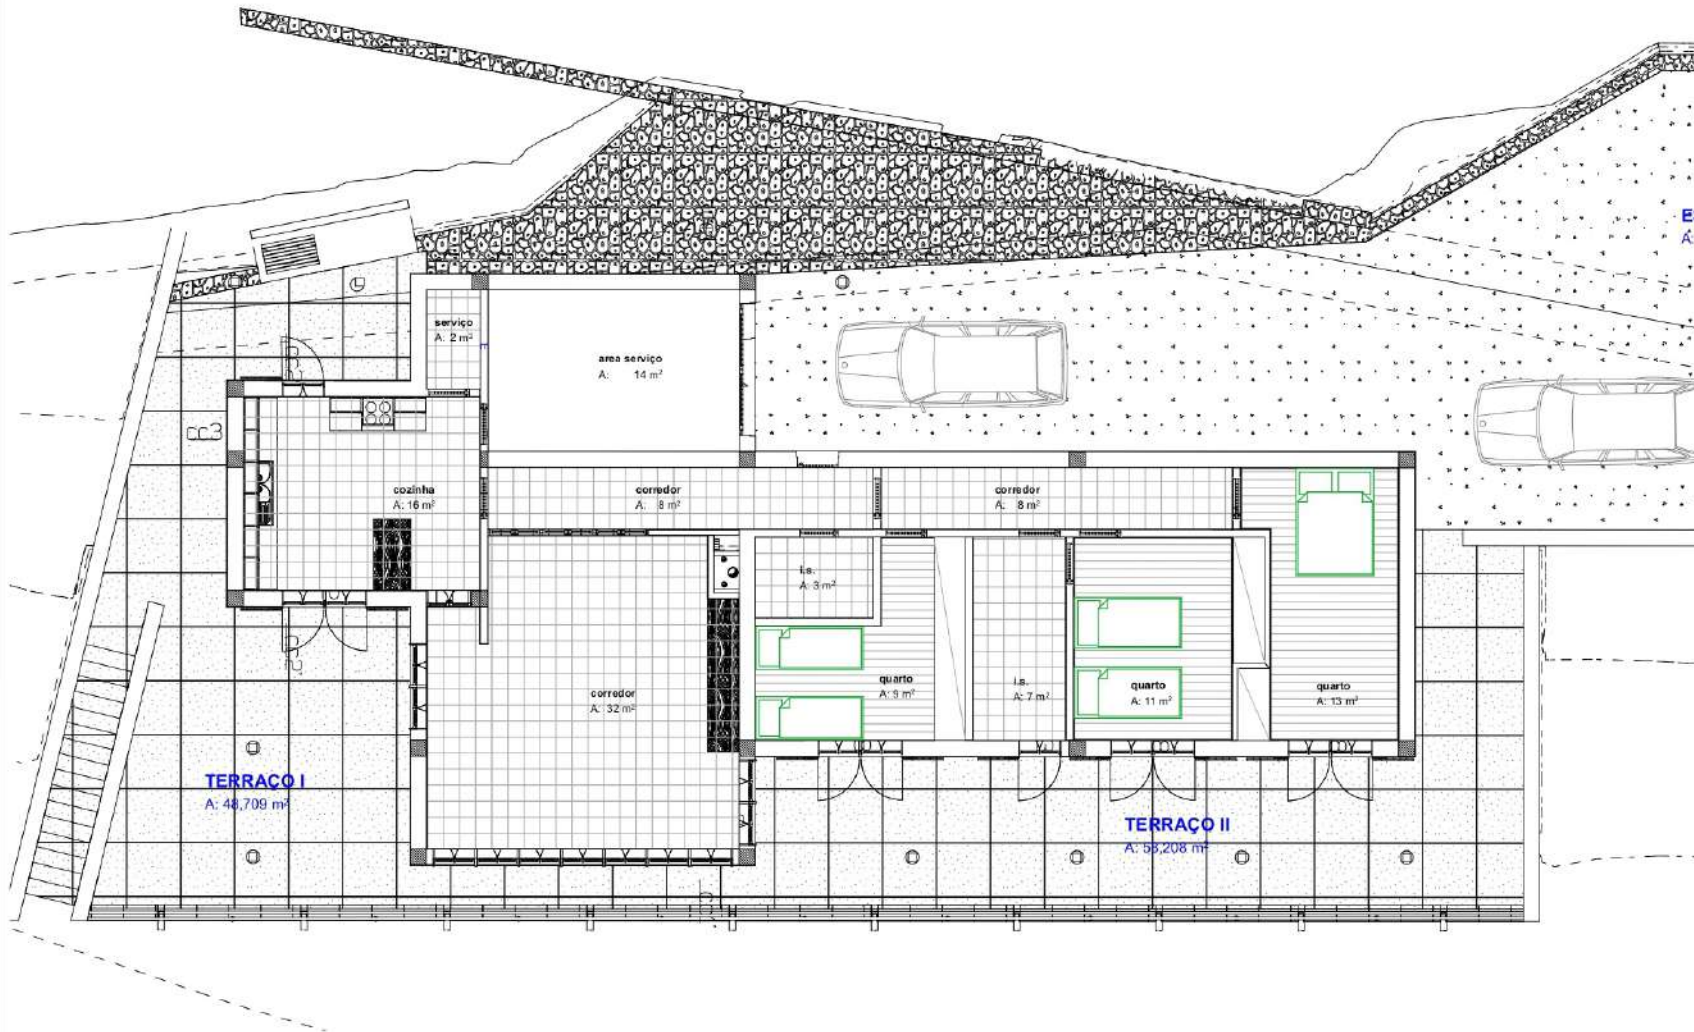 E
A:
serviço
A: 2 m²
area serviço
A: 14 m²
cozinha
A: 16 m²
corredor
A: 8 m²
corredor
A: 8 m²
i.s.
A: 3 m²
corredor
A: 32 m²
quarto
A: 9 m²
i.s.
A: 7 m²
quarto
A: 11 m²
quarto
A: 13 m²
TERRAÇO I
A: 48,709 m²
TERRAÇO II
A: 58,208 m²